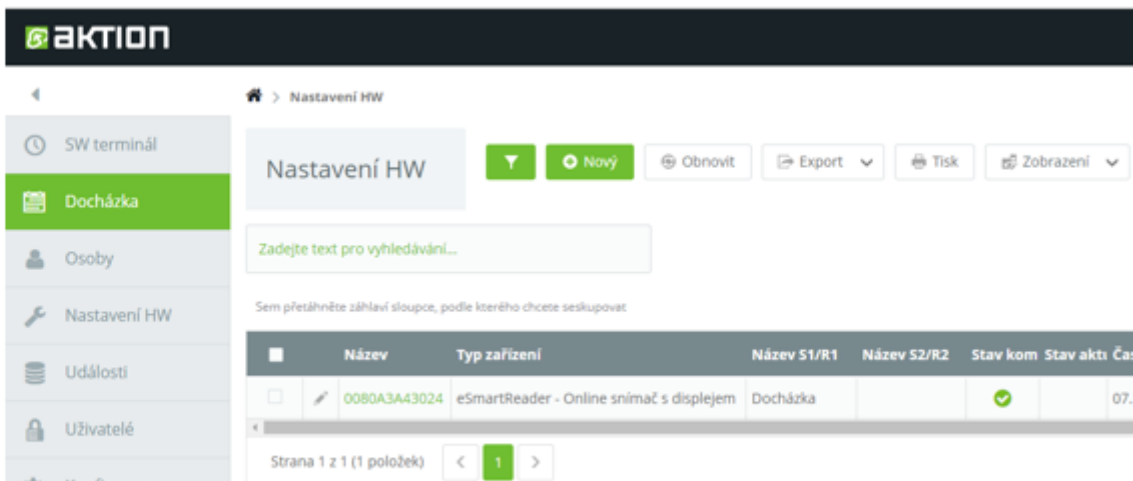 aktion
Nastavení HW
SW terminál
Docházka
Osoby
Nastavení HW
Události
Uživatelé
Nastavení HW
Nový
Obnovit
Export
Tisk
Zobrazení
Zadejte text pro vyhledávání...
Sem přetáhněte záhlaví sloupce, podle kterého chcete seskupovat
Název Typ zařízení Název S1/R1 Název S2/R2 Stav kom Stav aktu Čas
0080A3A43024 eSmartReader - Online snímač s displejem Docházka 07.
Strana 1 z 1 (1 položek) < 1 >